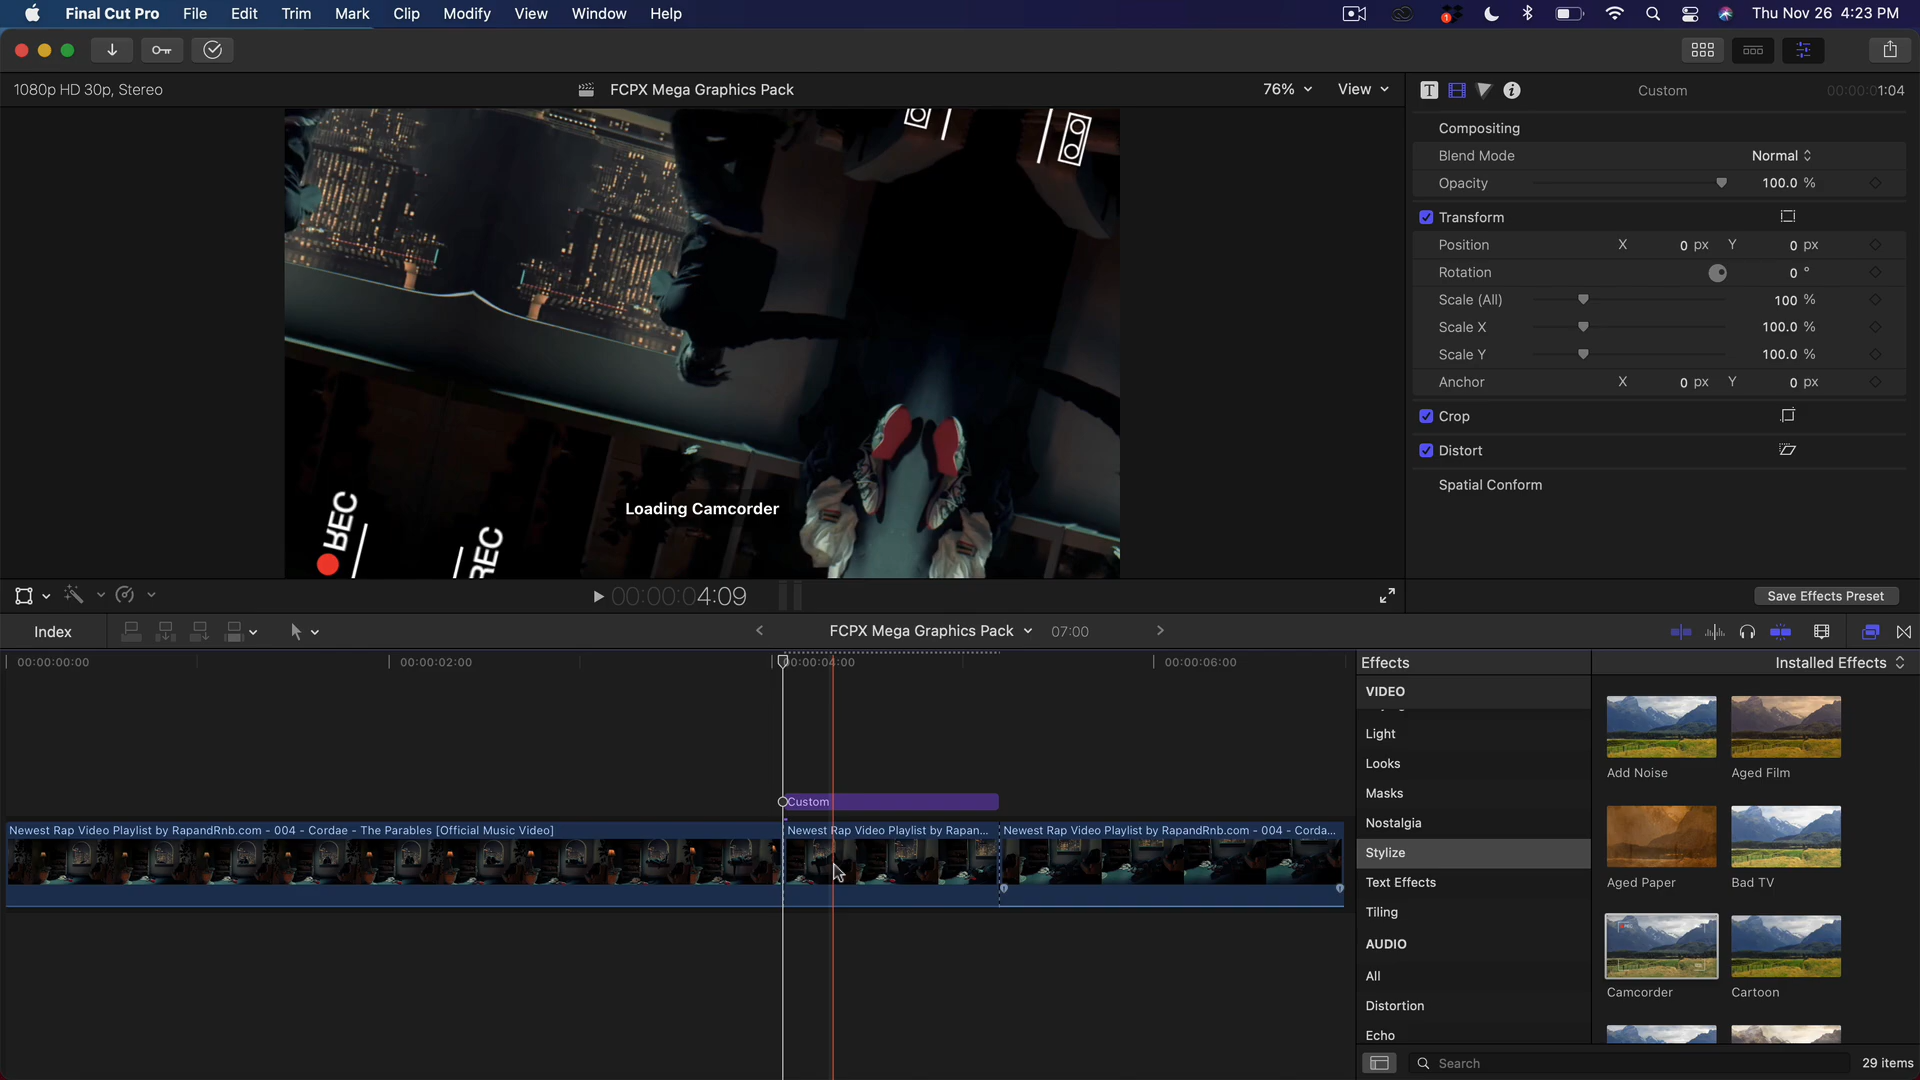 Final Cut Pro File Edit Trim Mark Clip Modify View Window Help
1 Thu Nov 26 4:23 PM
1080p HD 30p, Stereo
FCPX Mega Graphics Pack
76% View
T i Custom 00:00:01:04
Compositing
Blend Mode Normal
Opacity 100.0 %
Transform
Position X 0 px Y 0 px
Rotation 0 °
Scale (All) 100 %
Scale X 100.0 %
Scale Y 100.0 %
Anchor X 0 px Y 0 px
Crop
Distort
Spatial Conform
REC
REC
Loading Camcorder
00:00:04:09
Save Effects Preset
Index
FCPX Mega Graphics Pack 07:00
00:00:00:00 00:00:02:00 00:00:04:00 00:00:06:00
Custom
Newest Rap Video Playlist by RapandRnb.com - 004 - Cordae - The Parables [Official Music Video]
Newest Rap Video Playlist by Rapan...
Newest Rap Video Playlist by RapandRnb.com - 004 - Corda...
Effects
Installed Effects
VIDEO
Light
Looks
Masks
Nostalgia
Stylize
Text Effects
Tiling
AUDIO
All
Distortion
Echo
Add Noise Aged Film
Aged Paper Bad TV
Camcorder Cartoon
Search
29 items